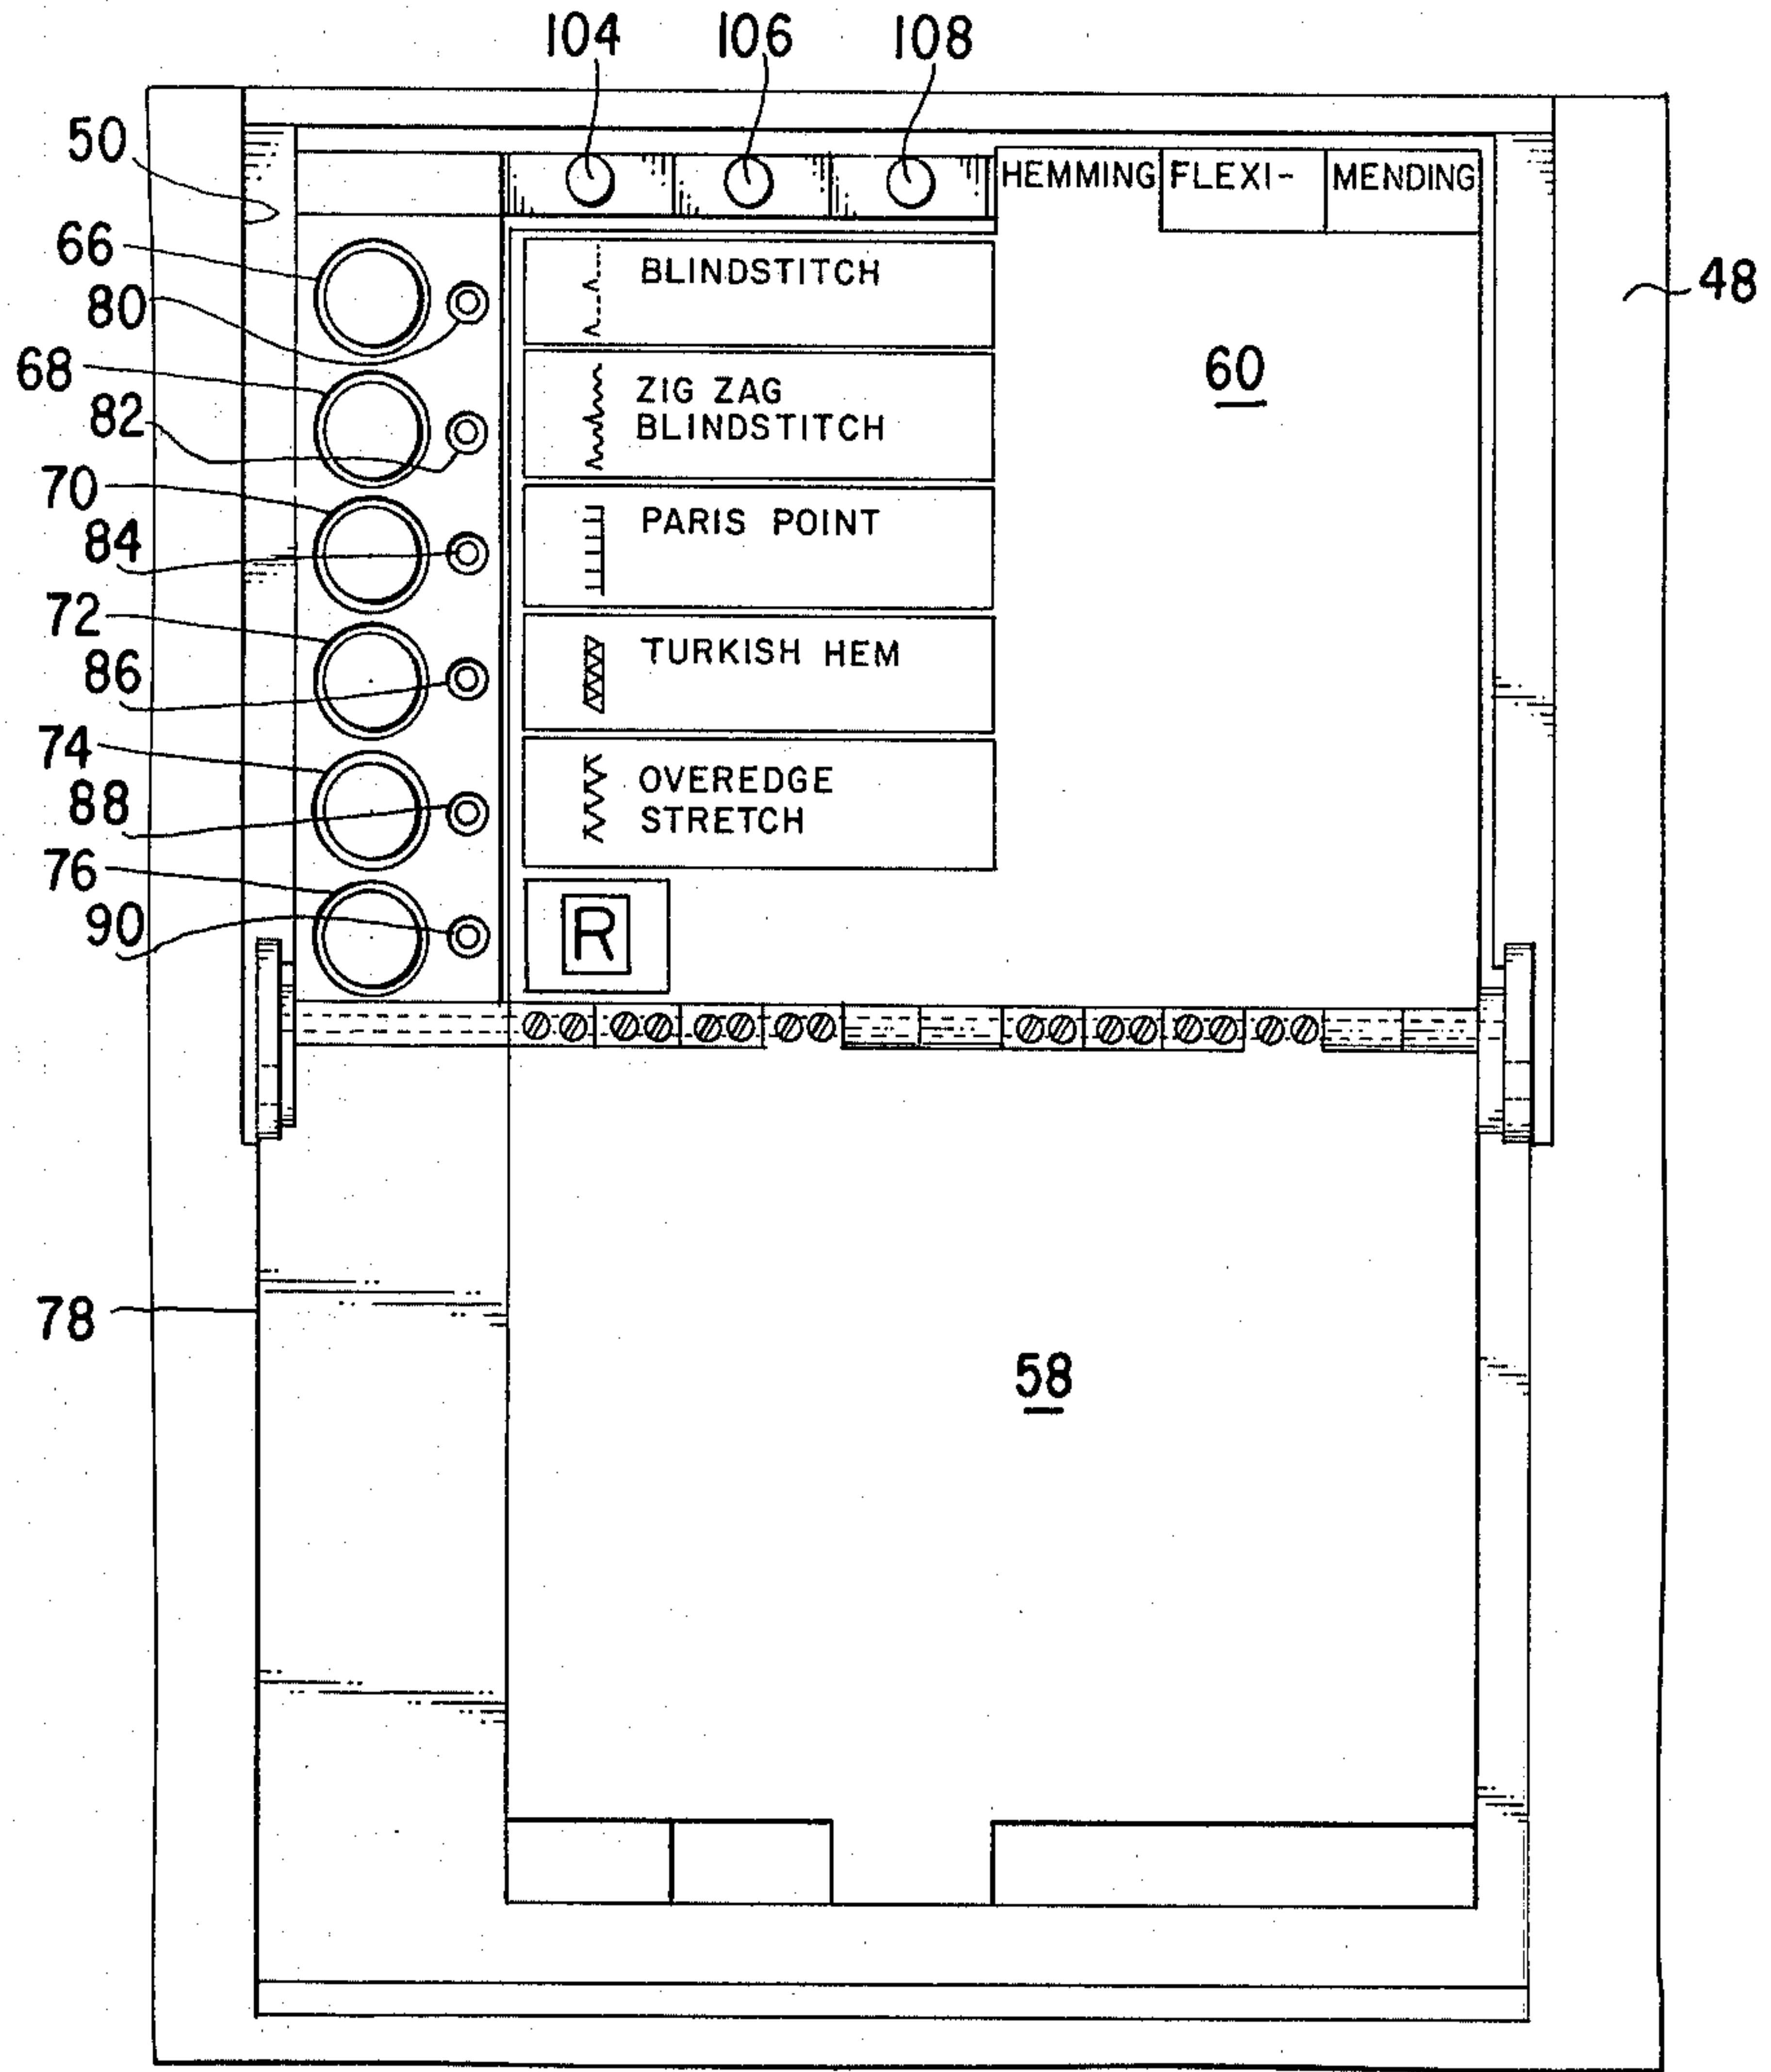 104 106 108
50
HEMMING FLEXI- MENDING
66
80
BLINDSTITCH
48
68
82
ZIG ZAG
BLINDSTITCH
60
70
84
PARIS POINT
72
86
TURKISH HEM
74
88
OVEREDGE
STRETCH
76
90
R
78
58